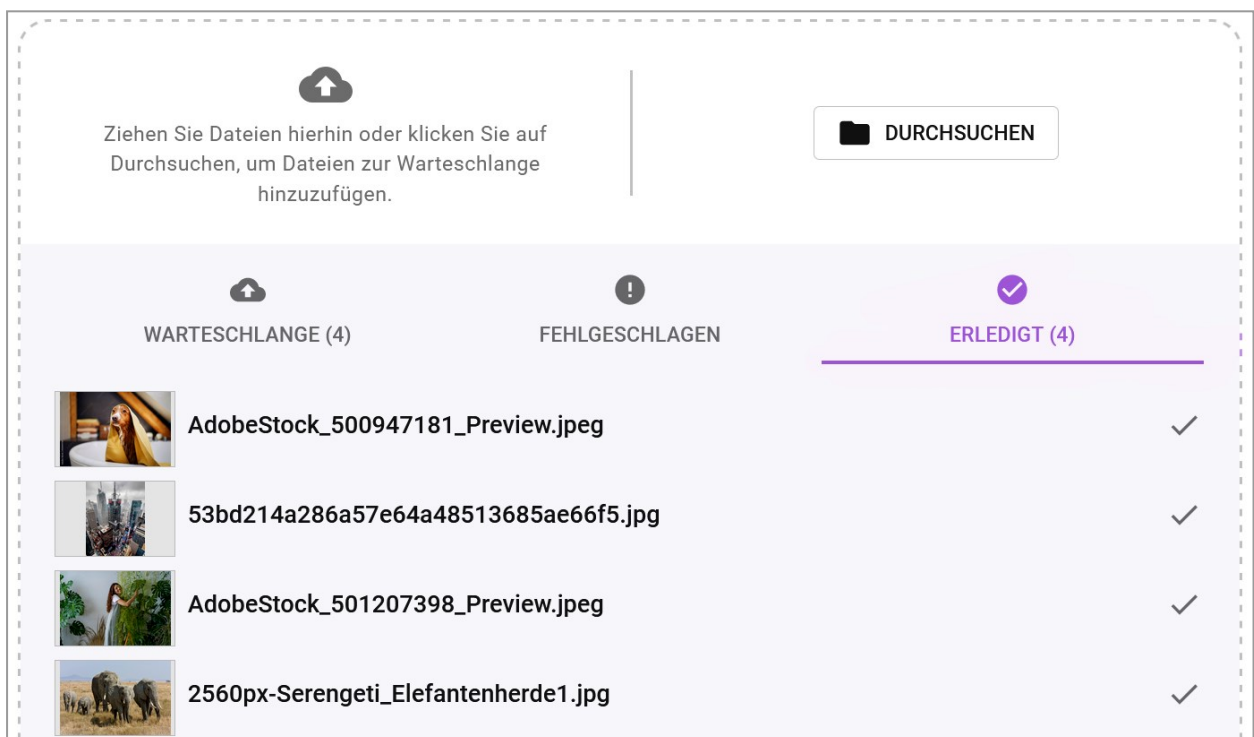 Ziehen Sie Dateien hierhin oder klicken Sie auf
Durchsuchen, um Dateien zur Warteschlange
hinzuzufügen.
DURCHSUCHEN
WARTESCHLANGE (4)
FEHLGESCHLAGEN
ERLEDIGT (4)
AdobeStock_500947181_Preview.jpeg
53bd214a286a57e64a48513685ae66f5.jpg
AdobeStock_501207398_Preview.jpeg
2560px-Serengeti_Elefantenherde1.jpg